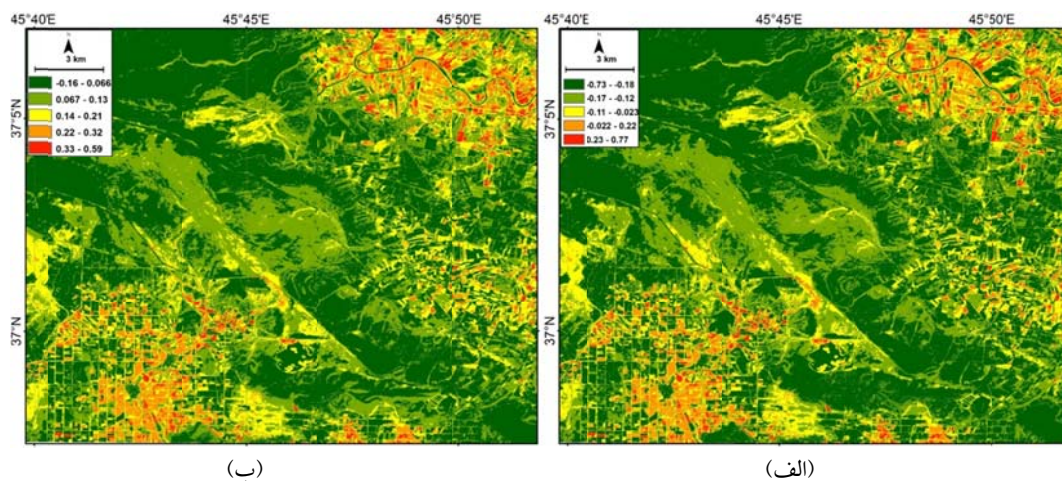 45°40'E 45°45'E 45°50'E
N
3 km
-0.16 - 0.066
0.067 - 0.13
0.14 - 0.21
0.22 - 0.32
0.33 - 0.59
37°5'N
37°N
(ب)
45°40'E 45°45'E 45°50'E
N
3 km
-0.73 - -0.18
-0.17 - -0.12
-0.11 - -0.023
-0.022 - 0.22
0.23 - 0.77
37°5'N
37°N
(الف)